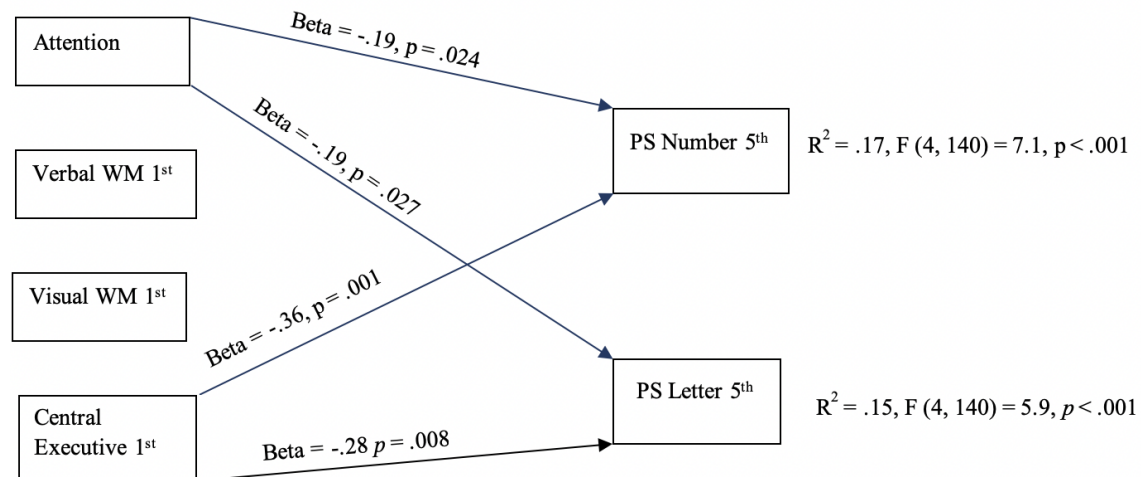 Attention
Beta = -.19, p = .024
Beta = -.19, p = .027
PS Number 5th
R² = .17, F (4, 140) = 7.1, p < .001
Verbal WM 1st
Visual WM 1st
Beta = -.36, p = .001
PS Letter 5th
R² = .15, F (4, 140) = 5.9, p < .001
Central
Executive 1st
Beta = -.28 p = .008